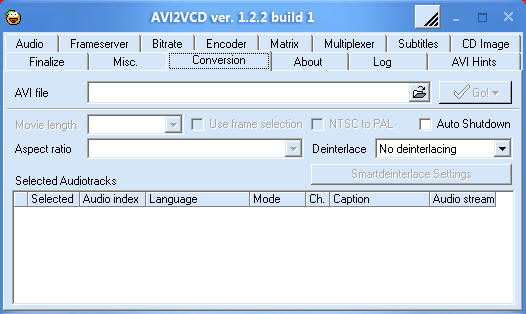 AVI2VCD ver. 1.2.2 build 1
Audio Frameserver Bitrate Encoder Matrix Multiplexer Subtitles CD Image
Finalize Misc. Conversion About Log AVI Hints
AVI file Go!
Movie length Use frame selection NTSC to PAL Auto Shutdown
Aspect ratio Deinterlace No deinterlacing
Smartdeinterlace Settings
Selected Audiotracks
Selected Audio index Language Mode Ch. Caption Audio stream